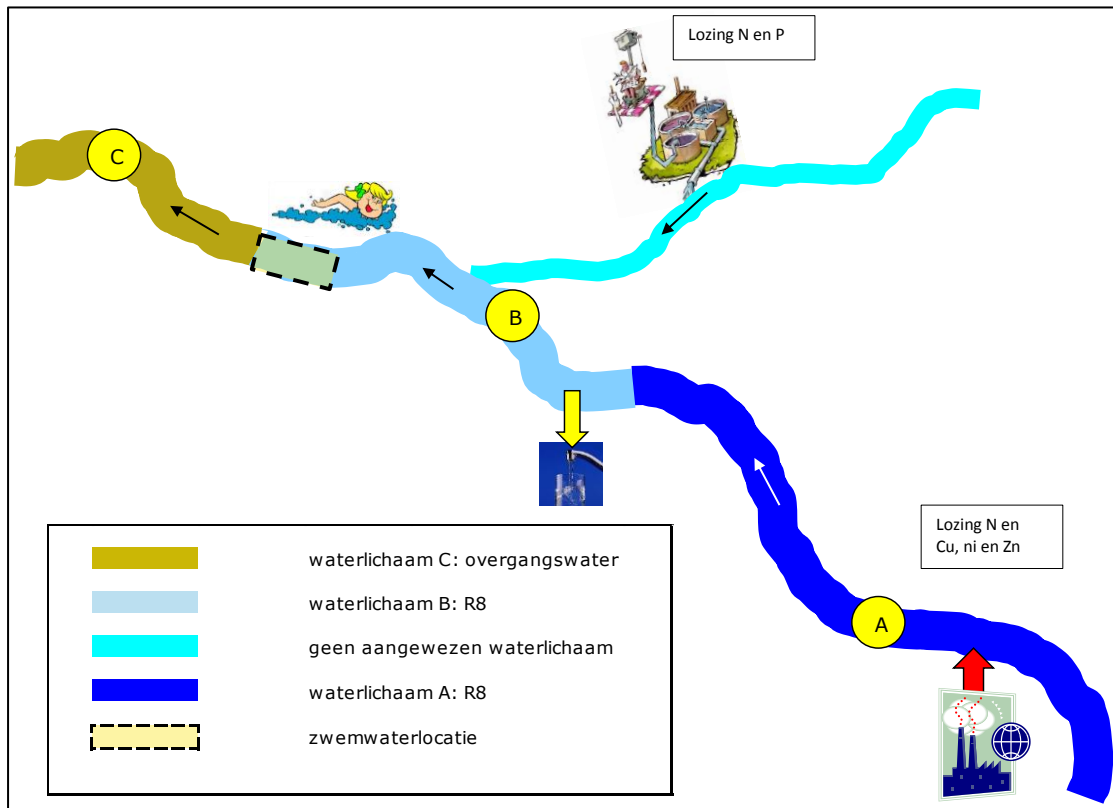 Lozing N en P
C
B
Lozing N en
Cu, ni en Zn
A
waterlichaam C: overgangswater
waterlichaam B: R8
geen aangewezen waterlichaam
waterlichaam A: R8
zwemwaterlocatie